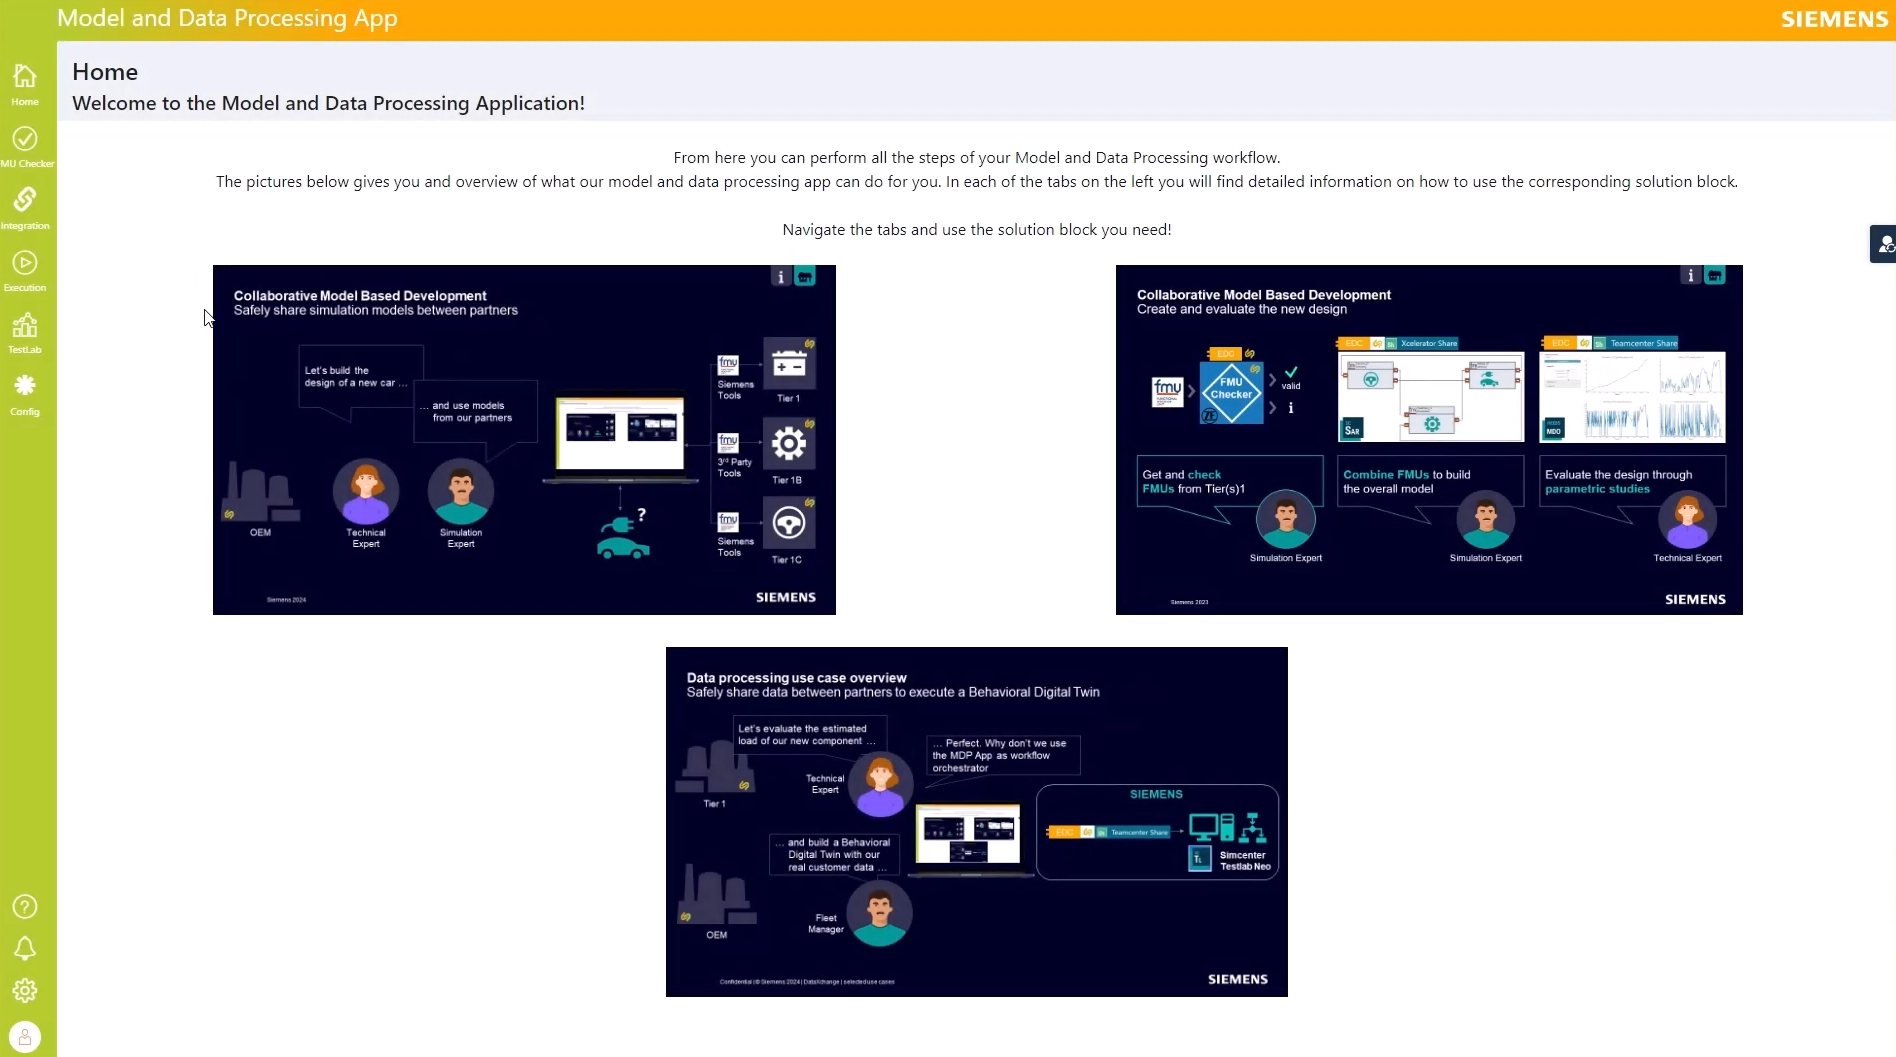 Model and Data Processing App
SIEMENS
Home
Welcome to the Model and Data Processing Application!
Home
MU Checker
Integration
Execution
TestLab
Config
From here you can perform all the steps of your Model and Data Processing workflow.
The pictures below gives you and overview of what our model and data processing app can do for you. In each of the tabs on the left you will find detailed information on how to use the corresponding solution block.
Navigate the tabs and use the solution block you need!
Collaborative Model Based Development
Safely share simulation models between partners
Let's build the
design of a new car ...
... and use models
from our partners
OEM
Technical
Expert
Simulation
Expert
?
fmu
Siemens
Tools
Tier 1
fmu
3rd Party
Tools
Tier 1B
fmu
Siemens
Tools
Tier 1C
Siemens 2024
SIEMENS
Collaborative Model Based Development
Create and evaluate the new design
fmu
EDC
FMU
Checker
valid
i
EDC Sh Xcelerator Share
SAR
EDC Sh Teamcenter Share
MDO
Get and check
FMUs from Tier(s)1
Simulation Expert
Combine FMUs to build
the overall model
Simulation Expert
Evaluate the design through
parametric studies
Technical Expert
Siemens 2023
SIEMENS
Data processing use case overview
Safely share data between partners to execute a Behavioral Digital Twin
Let's evaluate the estimated
load of our new component ...
... Perfect. Why don't we use
the MDP App as workflow
orchestrator
Technical
Expert
Tier 1
... and build a Behavioral
Digital Twin with our
real customer data ...
Fleet
Manager
OEM
SIEMENS
EDC Sh Teamcenter Share
TL
Simcenter
Testlab Neo
Confidential | © Siemens 2024 | DataXchange | selected use cases
SIEMENS